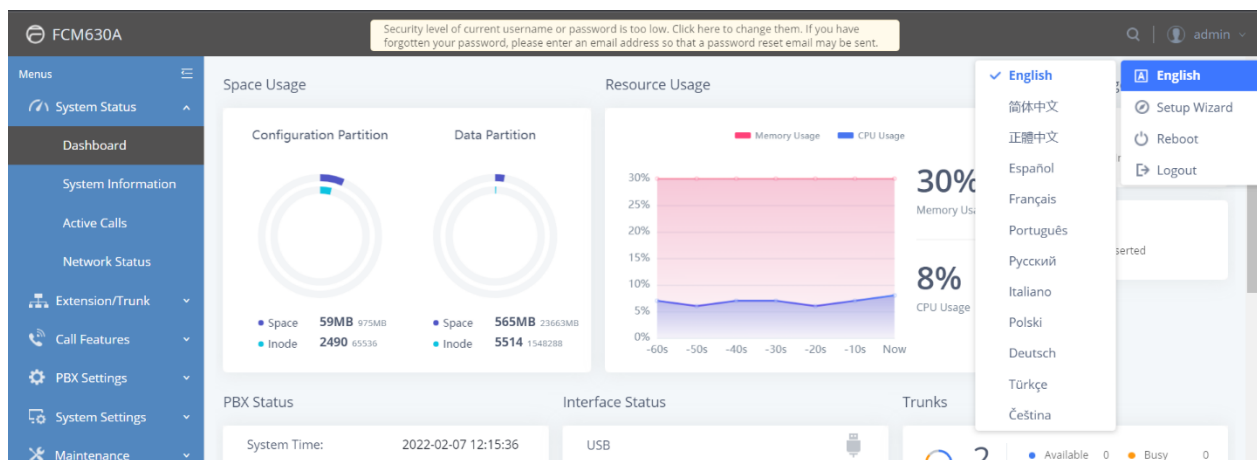 FCM630A
Security level of current username or password is too low. Click here to change them. If you have
forgotten your password, please enter an email address so that a password reset email may be sent.
admin
Menus
System Status
Dashboard
System Information
Active Calls
Network Status
Extension/Trunk
Call Features
PBX Settings
System Settings
Maintenance
Space Usage
Configuration Partition
Data Partition
Space 59MB 975MB
Inode 2490 65536
Space 565MB 23663MB
Inode 5514 1548288
Resource Usage
Memory Usage CPU Usage
30%
25%
20%
15%
10%
5%
0%
-60s -50s -40s -30s -20s -10s Now
30%
Memory Usa
8%
CPU Usage
English
简体中文
正體中文
Español
Français
Português
Русский
Italiano
Polski
Deutsch
Türkçe
Čeština
English
Setup Wizard
Reboot
Logout
serted
PBX Status
System Time: 2022-02-07 12:15:36
Interface Status
USB
Trunks
2
Available 0
Busy 0